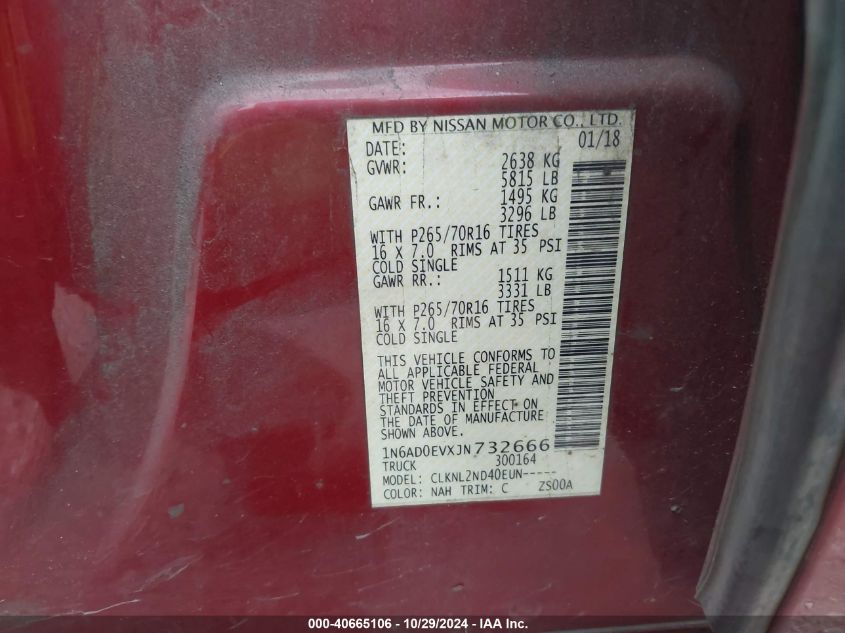 MFD BY NISSAN MOTOR CO., LTD.
DATE: 01/18
GVWR: 2638 KG
5815 LB
GAWR FR.: 1495 KG
3296 LB
WITH P265/70R16 TIRES
16 X 7.0 RIMS AT 35 PSI
COLD SINGLE
GAWR RR.: 1511 KG
3331 LB
WITH P265/70R16 TIRES
16 X 7.0 RIMS AT 35 PSI
COLD SINGLE
THIS VEHICLE CONFORMS TO
ALL APPLICABLE FEDERAL
MOTOR VEHICLE SAFETY AND
THEFT PREVENTION
STANDARDS IN EFFECT ON
THE DATE OF MANUFACTURE
SHOWN ABOVE.
1N6AD0EVXJN732666
TRUCK 300164
MODEL: CLKNL2ND40EUN-----
COLOR: NAH TRIM: C ZS00A
000-40665106 - 10/29/2024 - IAA Inc.